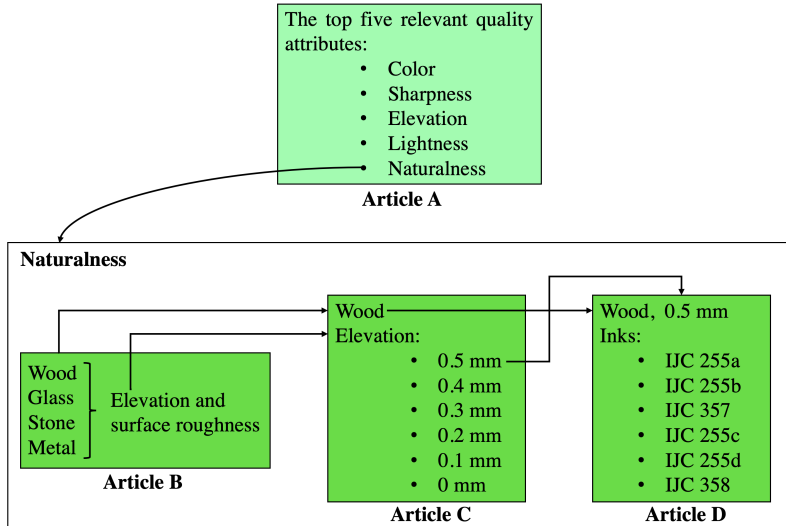 The top five relevant quality
attributes:
• Color
• Sharpness
• Elevation
• Lightness
• Naturalness
Article A
Naturalness
Wood
Glass
Stone
Metal
Elevation and
surface roughness
Article B
Wood
Elevation:
• 0.5 mm
• 0.4 mm
• 0.3 mm
• 0.2 mm
• 0.1 mm
• 0 mm
Article C
Wood, 0.5 mm
Inks:
• IJC 255a
• IJC 255b
• IJC 357
• IJC 255c
• IJC 255d
• IJC 358
Article D